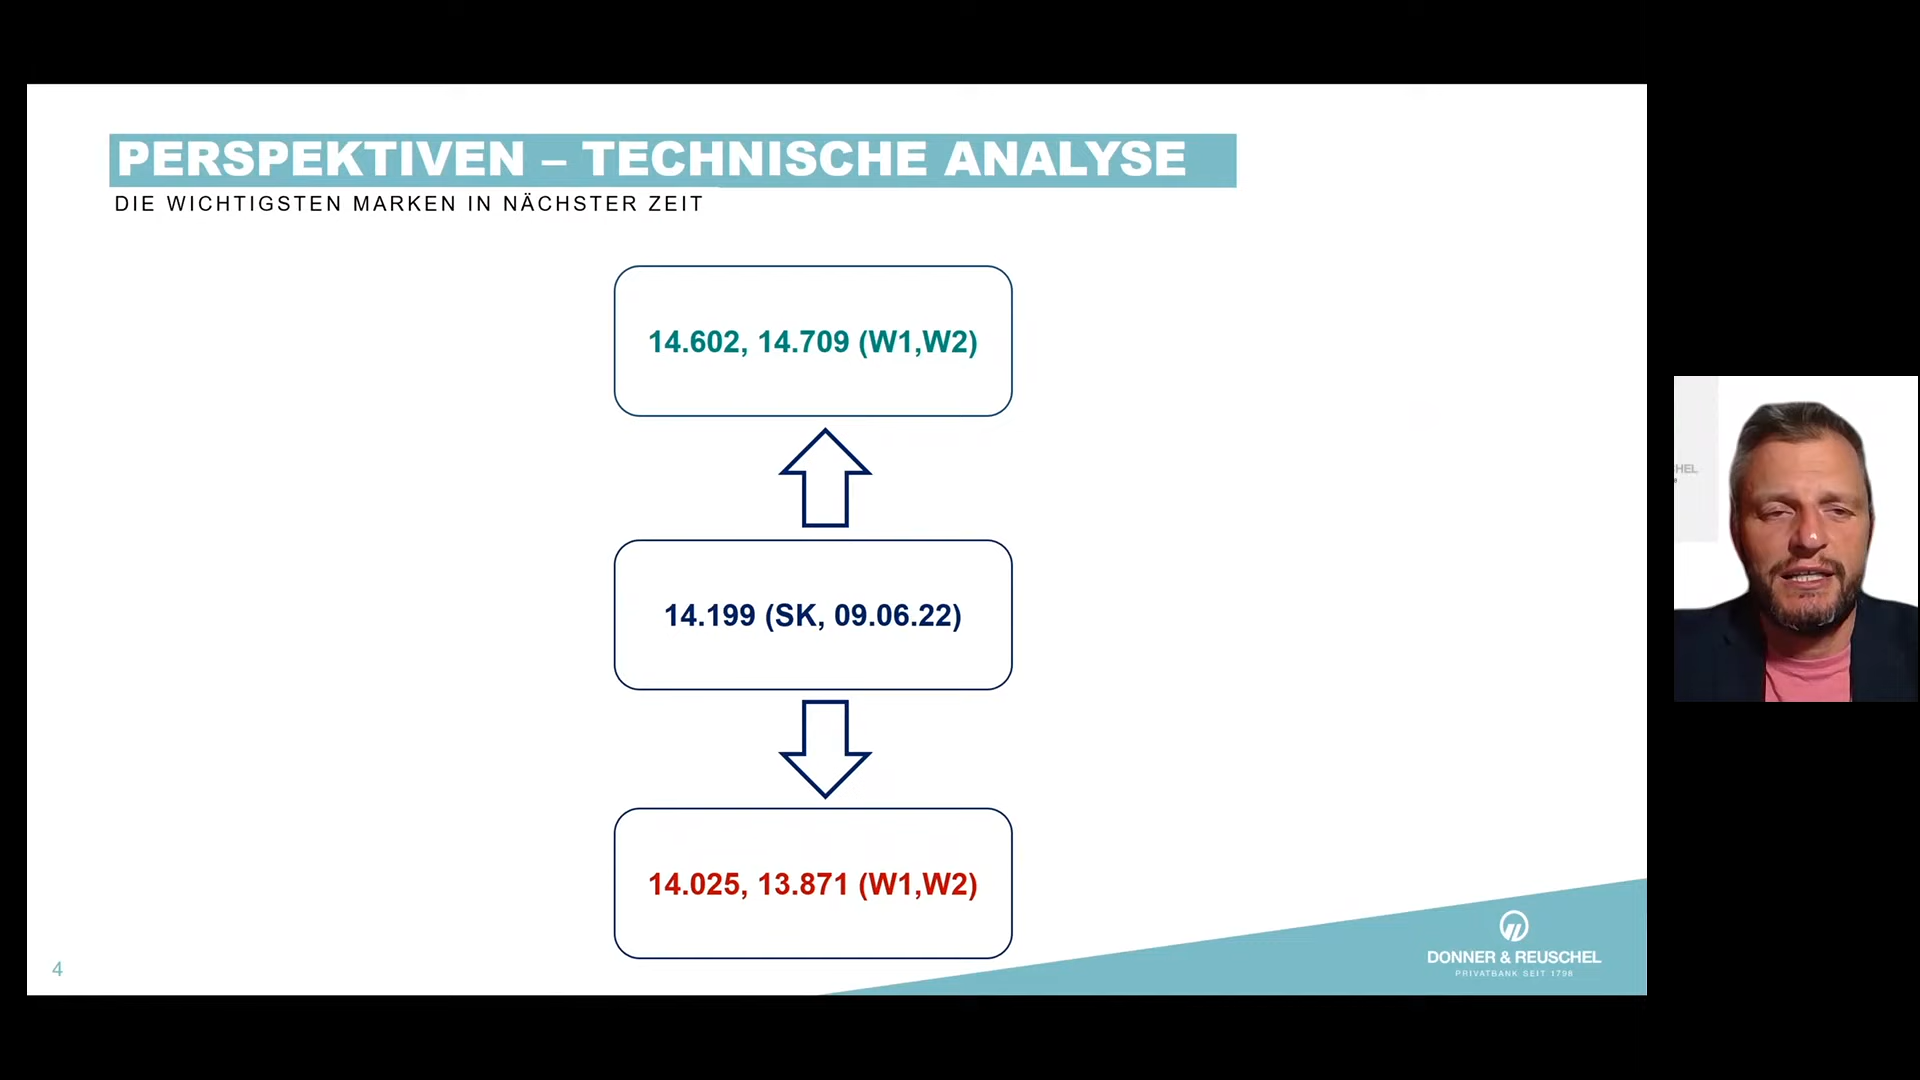 PERSPEKTIVEN – TECHNISCHE ANALYSE
DIE WICHTIGSTEN MARKEN IN NÄCHSTER ZEIT
14.602, 14.709 (W1,W2)
14.199 (SK, 09.06.22)
14.025, 13.871 (W1,W2)
4
DONNER & REUSCHEL
PRIVATBANK SEIT 1798
HEL